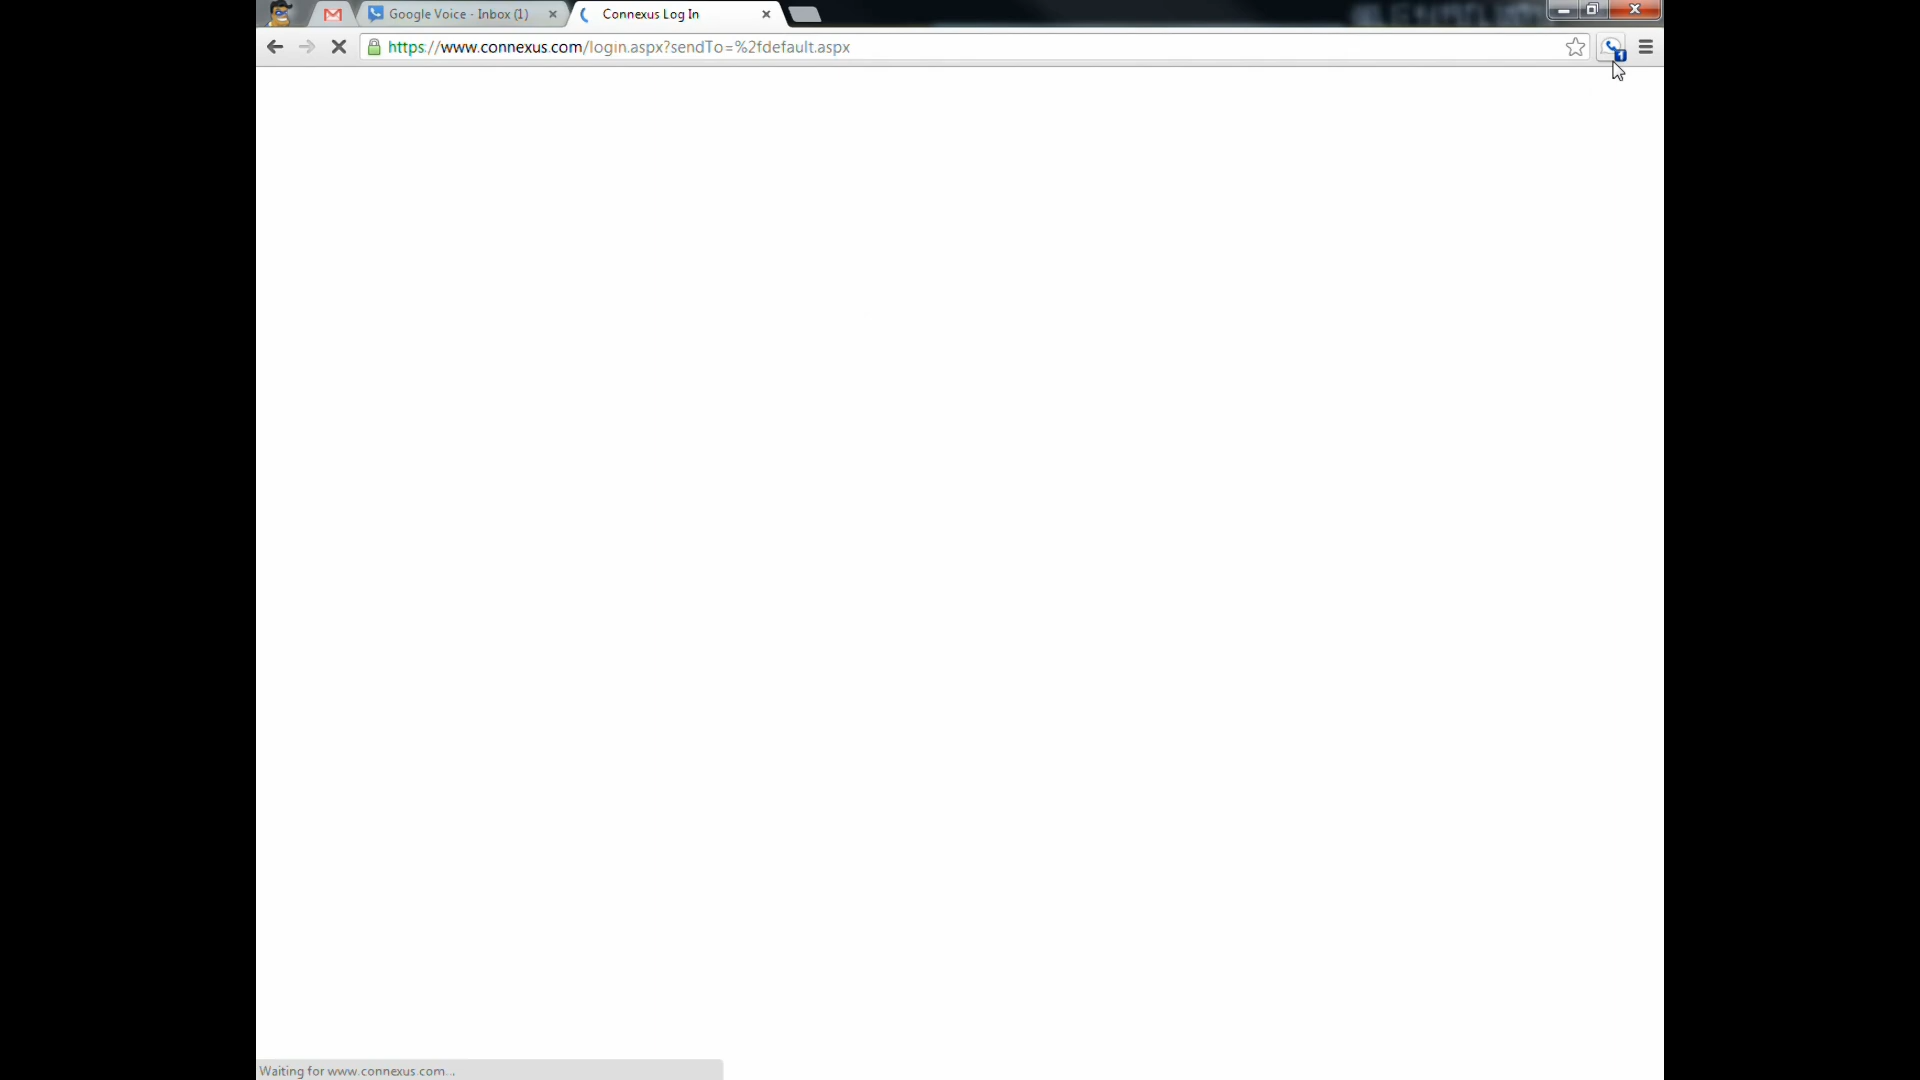 Google Voice - Inbox (1)
Connexus Log In
https://www.connexus.com/login.aspx?sendTo=%2fdefault.aspx
1
Waiting for www.connexus.com...